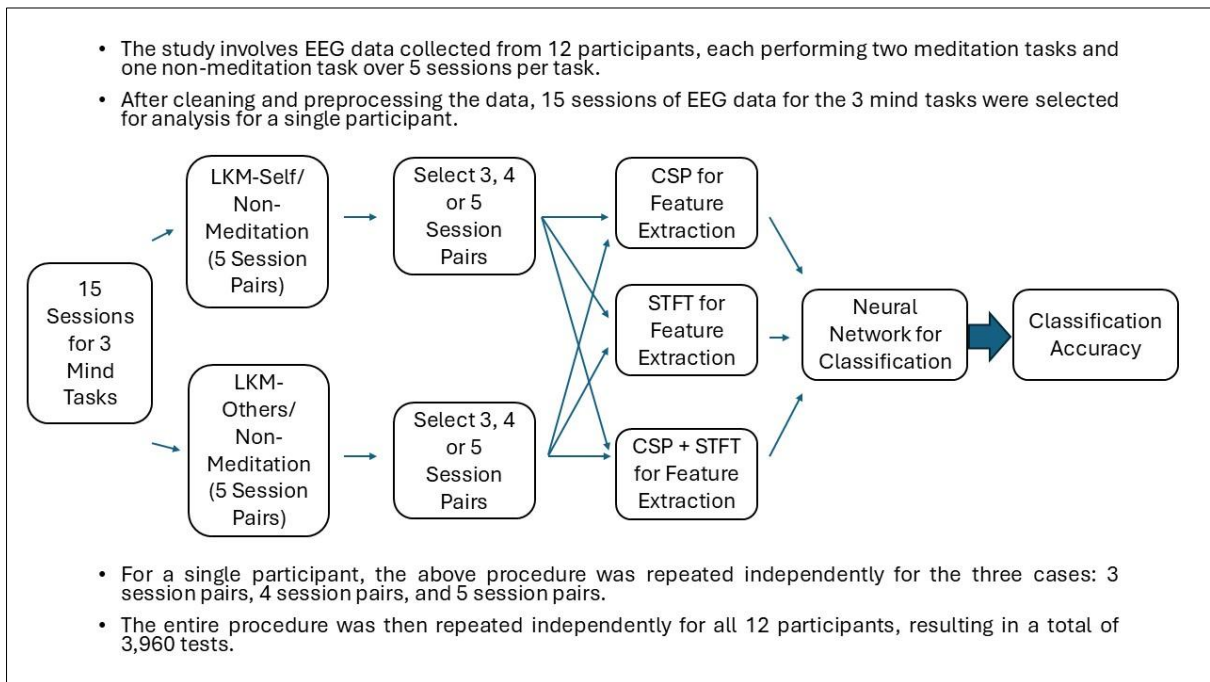 • The study involves EEG data collected from 12 participants, each performing two meditation tasks and
one non-meditation task over 5 sessions per task.
• After cleaning and preprocessing the data, 15 sessions of EEG data for the 3 mind tasks were selected
for analysis for a single participant.
15
Sessions
for 3
Mind
Tasks
LKM-Self/
Non-
Meditation
(5 Session
Pairs)
Select 3, 4
or 5
Session
Pairs
LKM-
Others/
Non-
Meditation
(5 Session
Pairs)
Select 3, 4
or 5
Session
Pairs
CSP for
Feature
Extraction
STFT for
Feature
Extraction
CSP + STFT
for Feature
Extraction
Neural
Network for
Classification
Classification
Accuracy
• For a single participant, the above procedure was repeated independently for the three cases: 3
session pairs, 4 session pairs, and 5 session pairs.
• The entire procedure was then repeated independently for all 12 participants, resulting in a total of
3,960 tests.